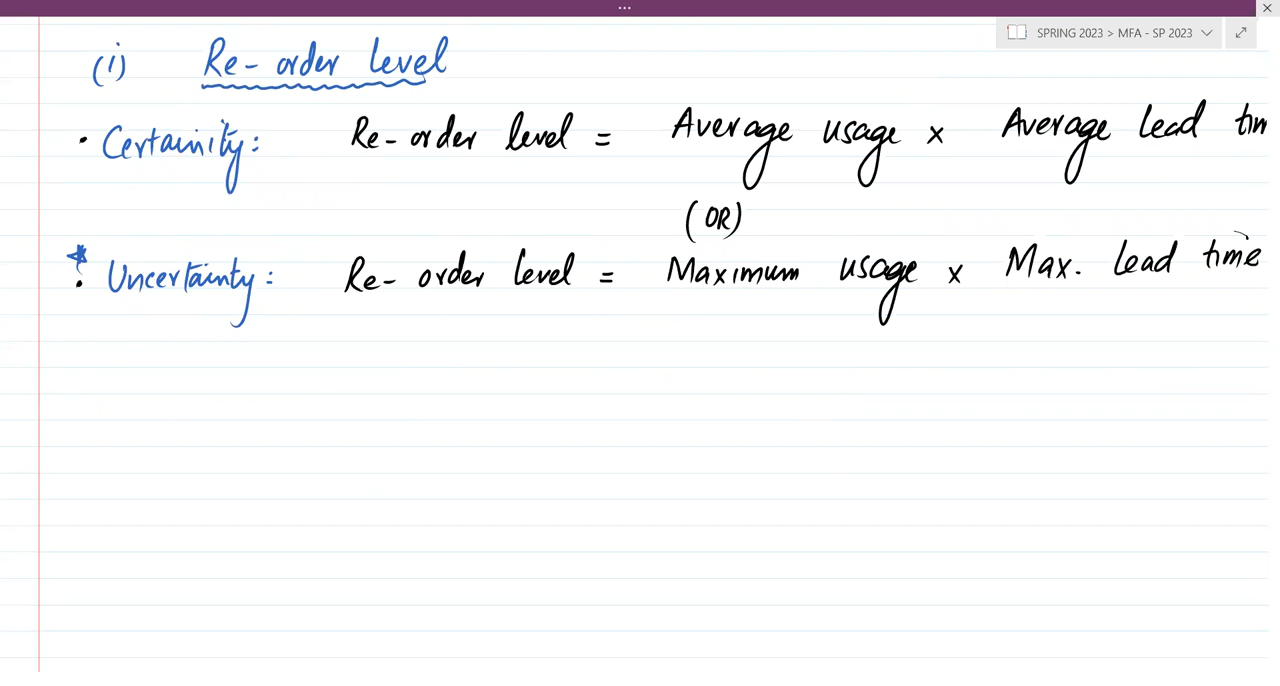 ...
SPRING 2023 > MFA - SP 2023
(i) Re-order level
• Certainity: Re-order level = Average usage × Average lead tim
(OR)
* • Uncertainty: Re-order level = Maximum usage × Max. lead time